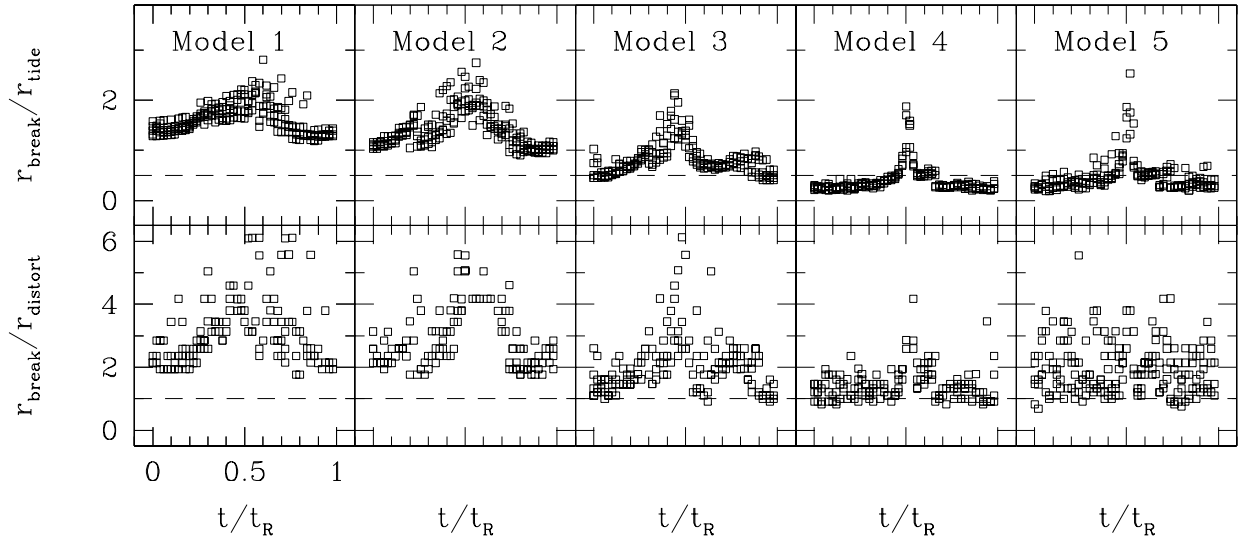 Model 1 Model 2 Model 3 Model 4 Model 5
r_break/r_tide
2
0
r_break/r_distort
6
4
2
0
0 0.5 1
t/t_R t/t_R t/t_R t/t_R t/t_R